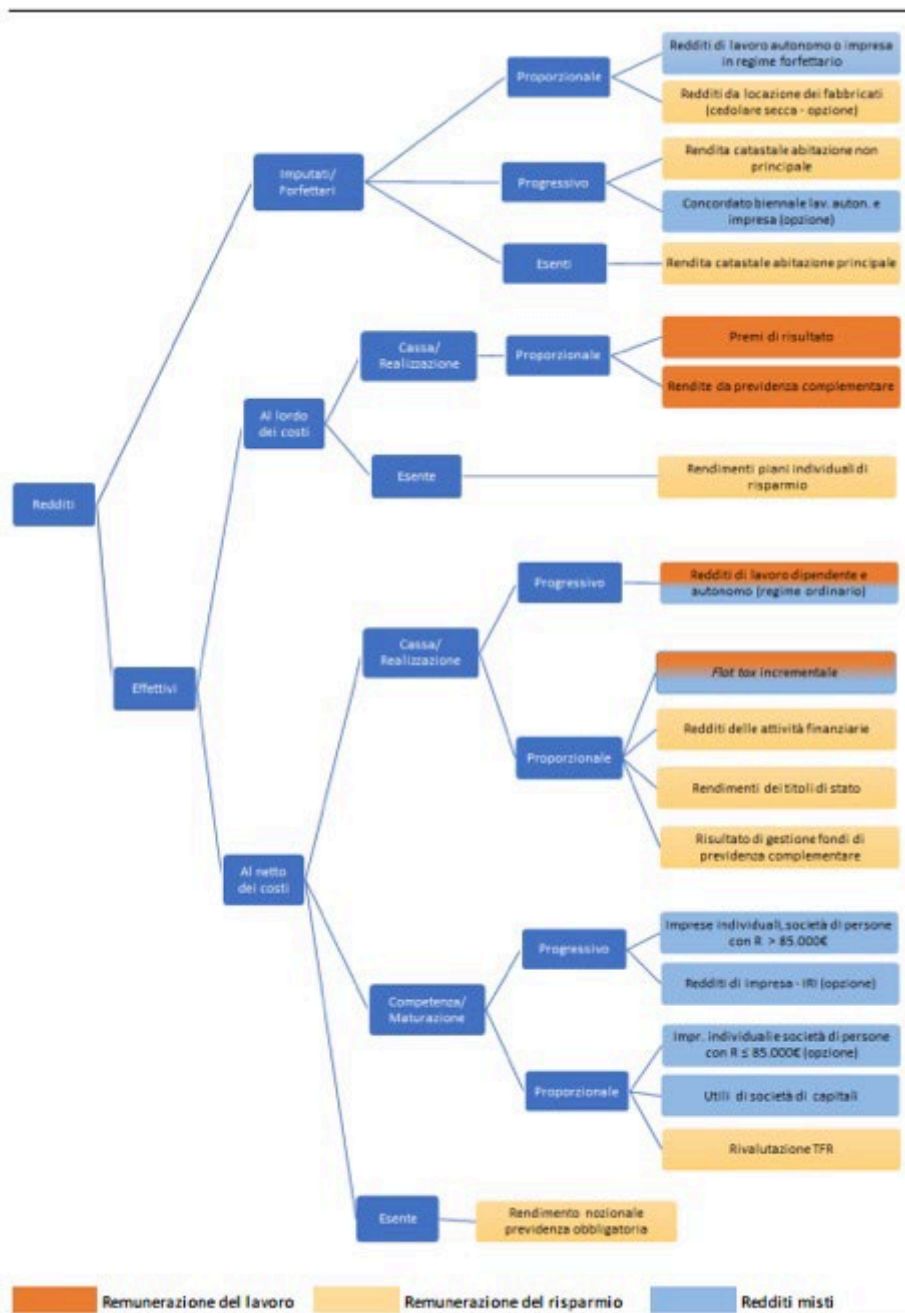 Redditi di lavoro autonomo o impresa
in regime forfettario
Proporzionale
Redditi da locazione dei fabbricati
(cedolare secca - opzione)
Imputati/
Forfettari
Rendita catastale abitazione non
principale
Progressivo
Concordato biennale lav. auton. e
impresa (opzione)
Esenti
Rendita catastale abitazione principale
Cassa/
Realizzazione
Proporzionale
Premi di risultato
Rendite da previdenza complementare
Al lordo
dei costi
Esente
Rendimenti piani individuali di
risparmio
Redditi
Progressivo
Redditi di lavoro dipendente e
autonomo (regime ordinario)
Cassa/
Realizzazione
Effettivi
Flat tax incrementale
Redditi delle attività finanziarie
Proporzionale
Rendimenti dei titoli di stato
Risultato di gestione fondi di
previdenza complementare
Al netto
dei costi
Imprese individuali, società di persone
con R > 85.000€
Progressivo
Redditi di impresa - IRI (opzione)
Competenza/
Maturazione
Impr. individuali e società di persone
con R ≤ 85.000€ (opzione)
Proporzionale
Utili di società di capitali
Rivalutazione TFR
Esente
Rendimento nozionale
previdenza obbligatoria
Remunerazione del lavoro
Remunerazione del risparmio
Redditi misti